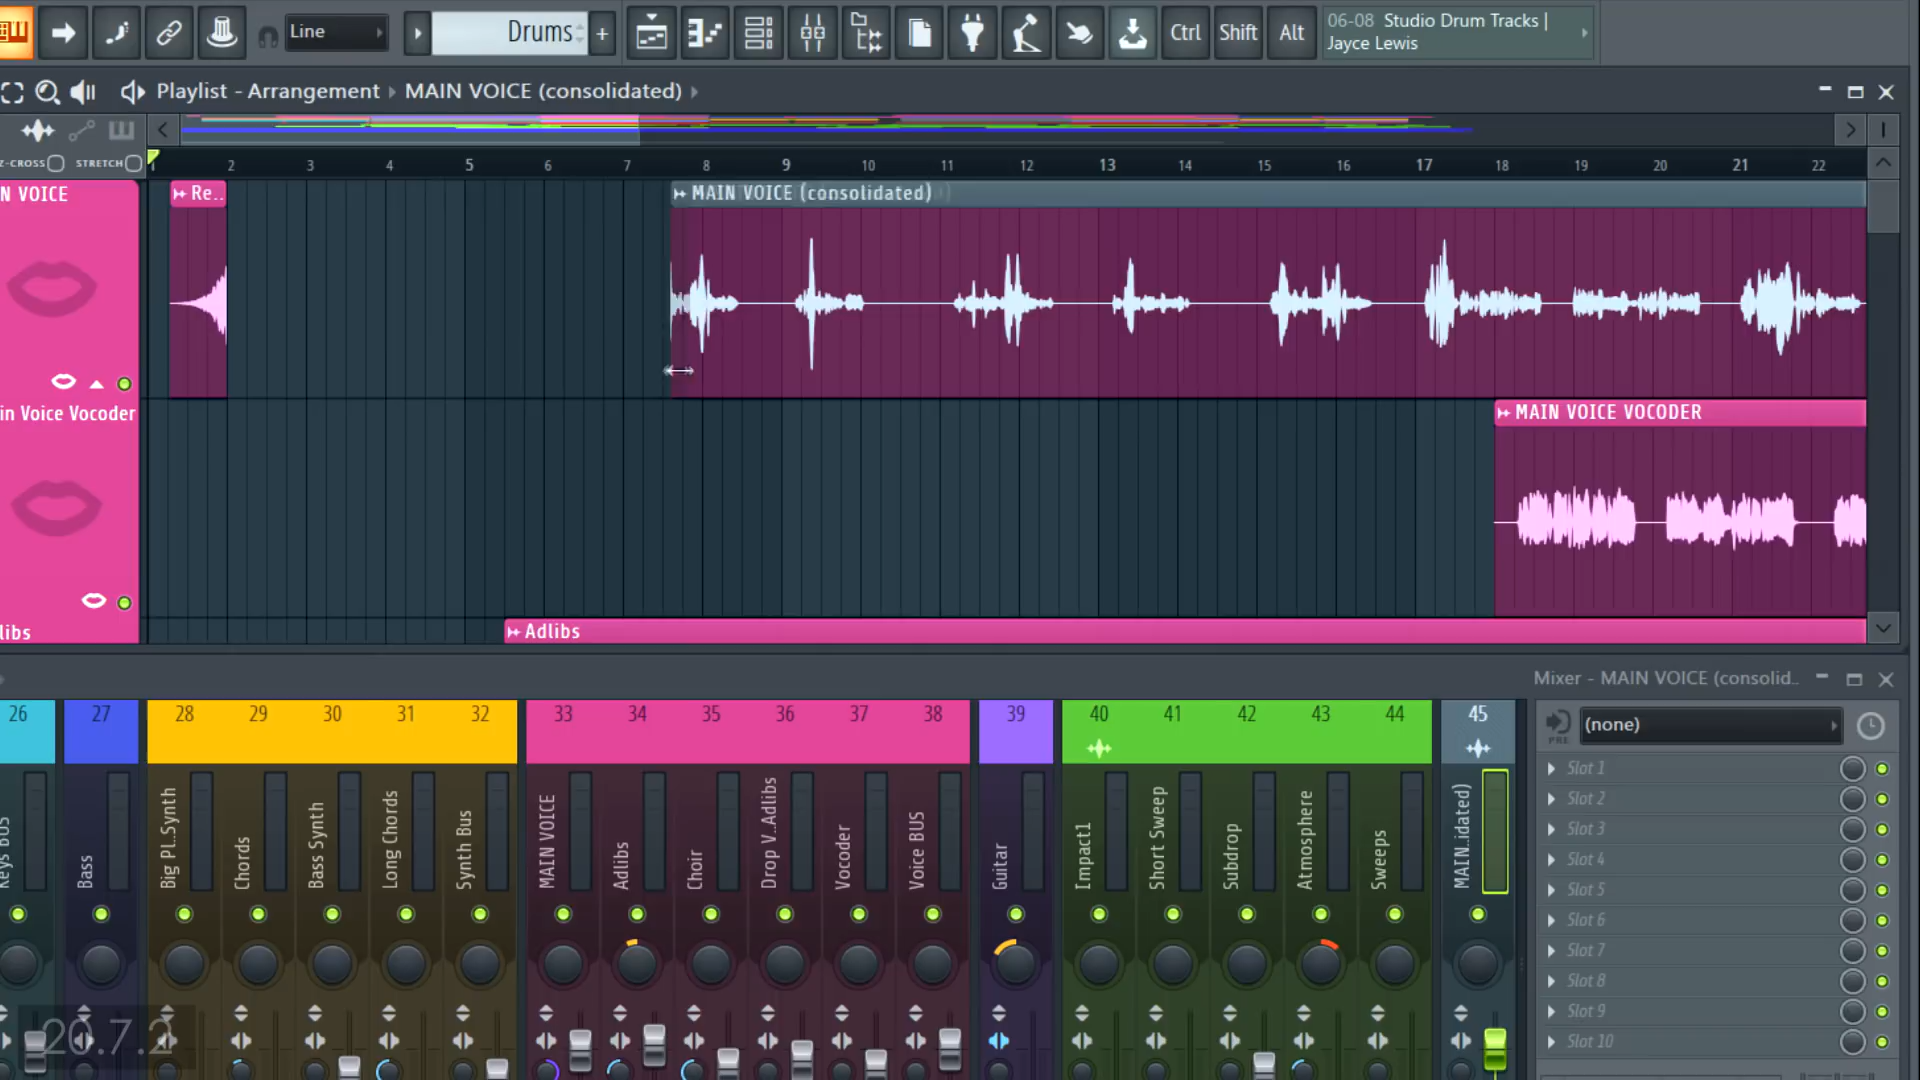 Line
Drums
+
Ctrl
Shift
Alt
06-08 Studio Drum Tracks |
Jayce Lewis
Playlist - Arrangement
MAIN VOICE (consolidated)
Z-CROSS
STRETCH
1 2 3 4 5 6 7 8 9 10 11 12 13 14 15 16 17 18 19 20 21 22
N VOICE
Re..
MAIN VOICE (consolidated)
in Voice Vocoder
MAIN VOICE VOCODER
libs
Adlibs
Mixer - MAIN VOICE (consolid..
26 27 28 29 30 31 32 33 34 35 36 37 38 39 40 41 42 43 44 45
PRE
(none)
Keys BUS
Bass
Big Pl..Synth
Chords
Bass Synth
Long Chords
Synth Bus
MAIN VOICE
Adlibs
Choir
Drop V..Adlibs
Vocoder
Voice BUS
Guitar
Impact1
Short Sweep
Subdrop
Atmosphere
Sweeps
MAIN..idated)
Slot 1
Slot 2
Slot 3
Slot 4
Slot 5
Slot 6
Slot 7
Slot 8
Slot 9
Slot 10
20.7.2